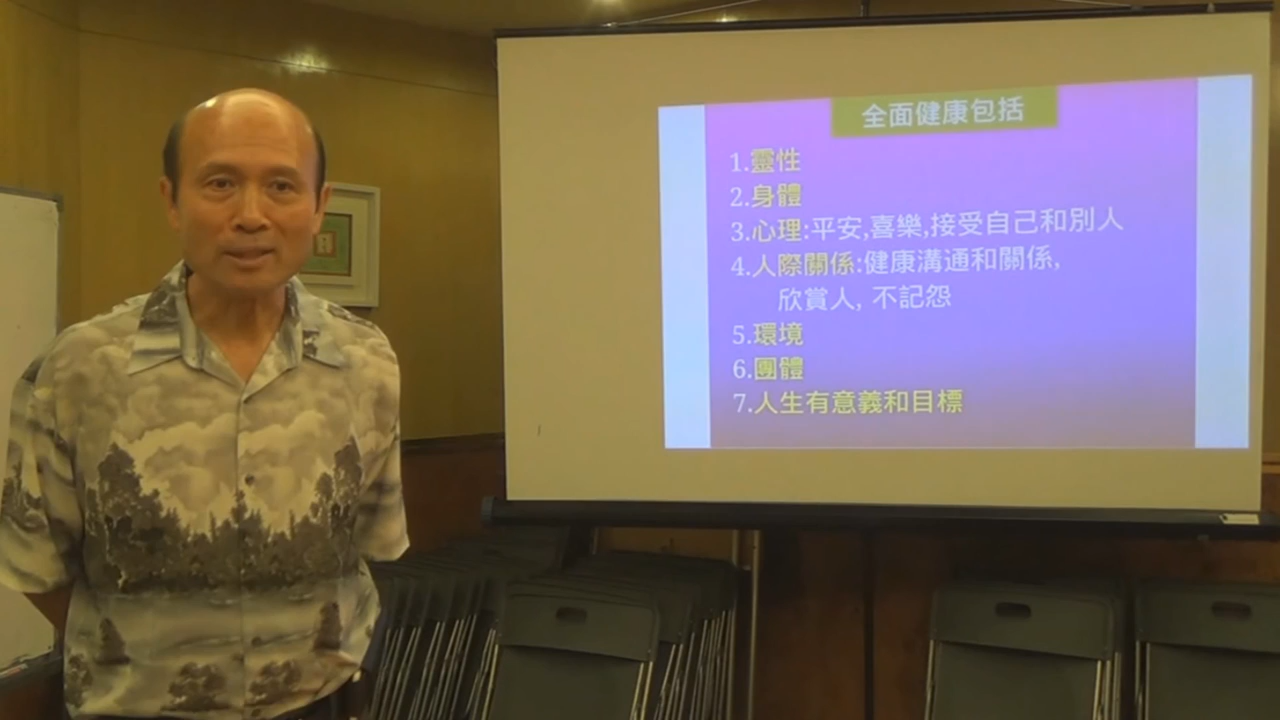 全面健康包括
1.靈性
2.身體
3.心理:平安,喜樂,接受自己和別人
4.人際關係:健康溝通和關係,
欣賞人, 不記怨
5.環境
6.團體
7.人生有意義和目標